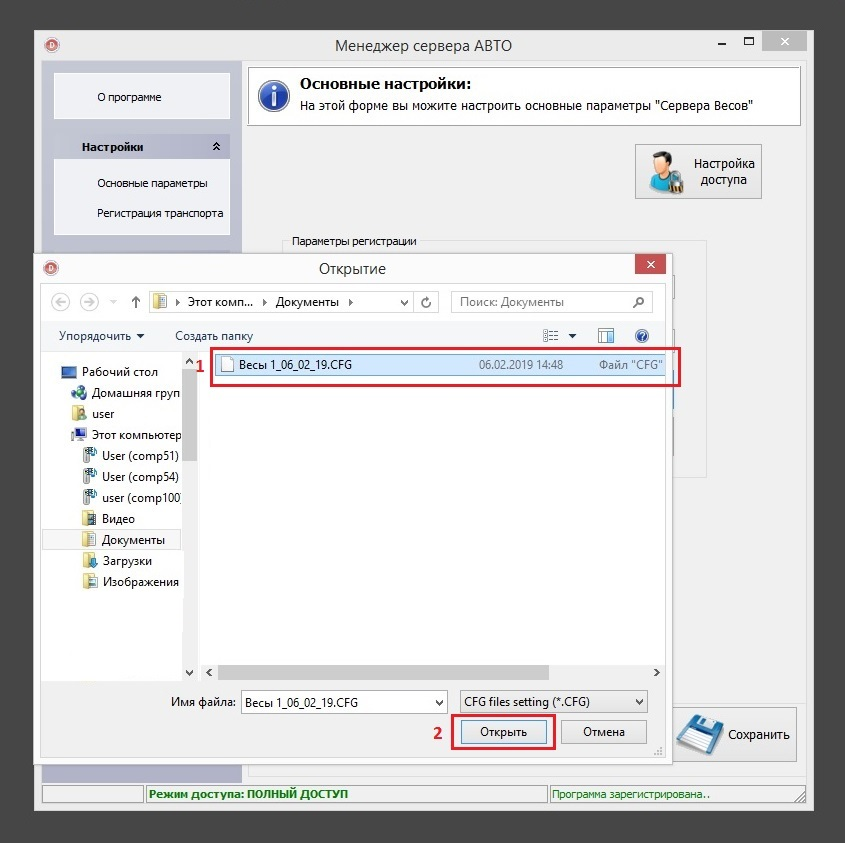 Менеджер сервера АВТО
О программе
Основные настройки:
На этой форме вы можите настроить основные параметры "Сервера Весов"
Настройки
Основные параметры
Регистрация транспорта
Настройка
доступа
Параметры регистрации
Открытие
Этот комп... Документы
Поиск: Документы
Упорядочить
Создать папку
1
Весы 1_06_02_19.CFG 06.02.2019 14:48 Файл "CFG"
Рабочий стол
Домашняя груп
user
Этот компьютер
User (comp51)
User (comp54)
user (comp100)
Видео
Документы
Загрузки
Изображения
Имя файла: Весы 1_06_02_19.CFG CFG files setting (*.CFG)
2
Открыть
Отмена
Сохранить
Режим доступа: ПОЛНЫЙ ДОСТУП
Программа зарегистрирована..